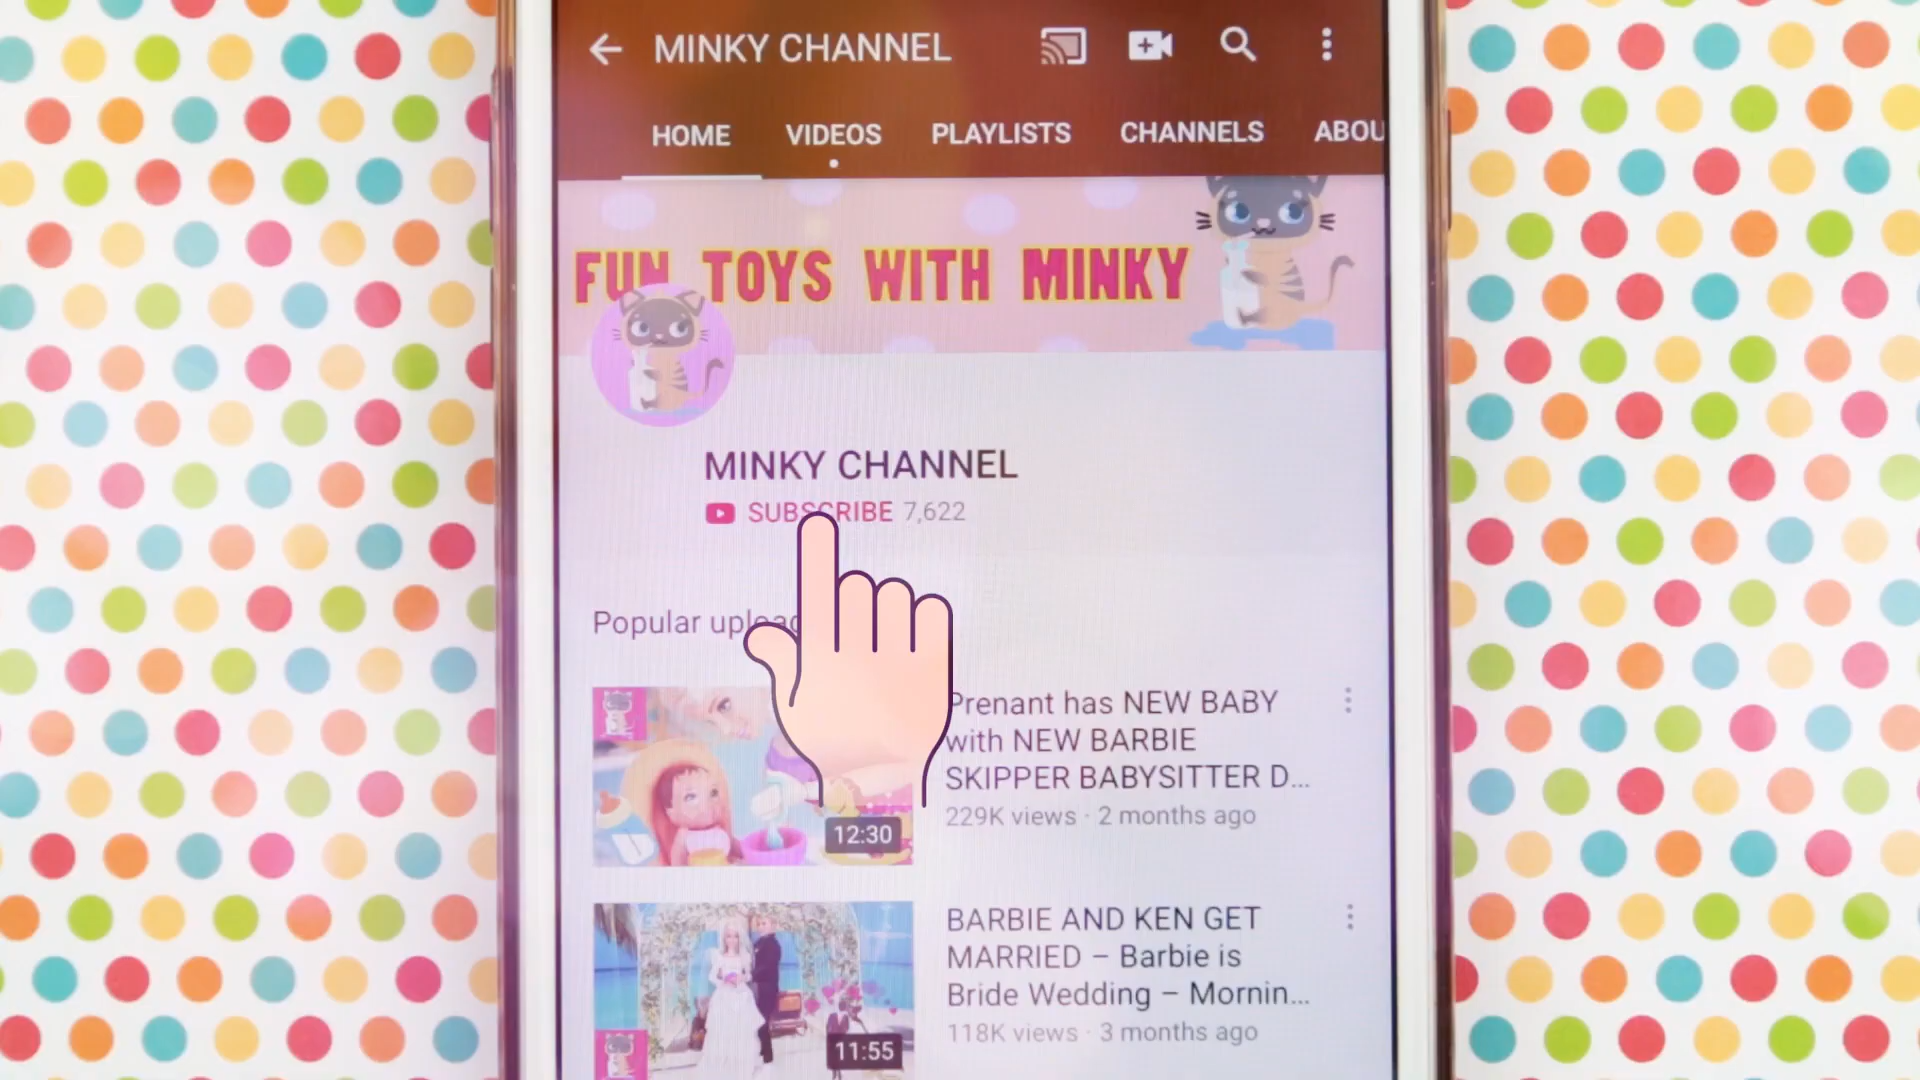 MINKY CHANNEL
HOME VIDEOS PLAYLISTS CHANNELS ABOU
FUN TOYS WITH MINKY
MINKY CHANNEL
SUBSCRIBE 7,622
Popular uploa
Prenant has NEW BABY
with NEW BARBIE
SKIPPER BABYSITTER D...
229K views · 2 months ago
12:30
BARBIE AND KEN GET
MARRIED – Barbie is
Bride Wedding – Mornin...
118K views · 3 months ago
11:55